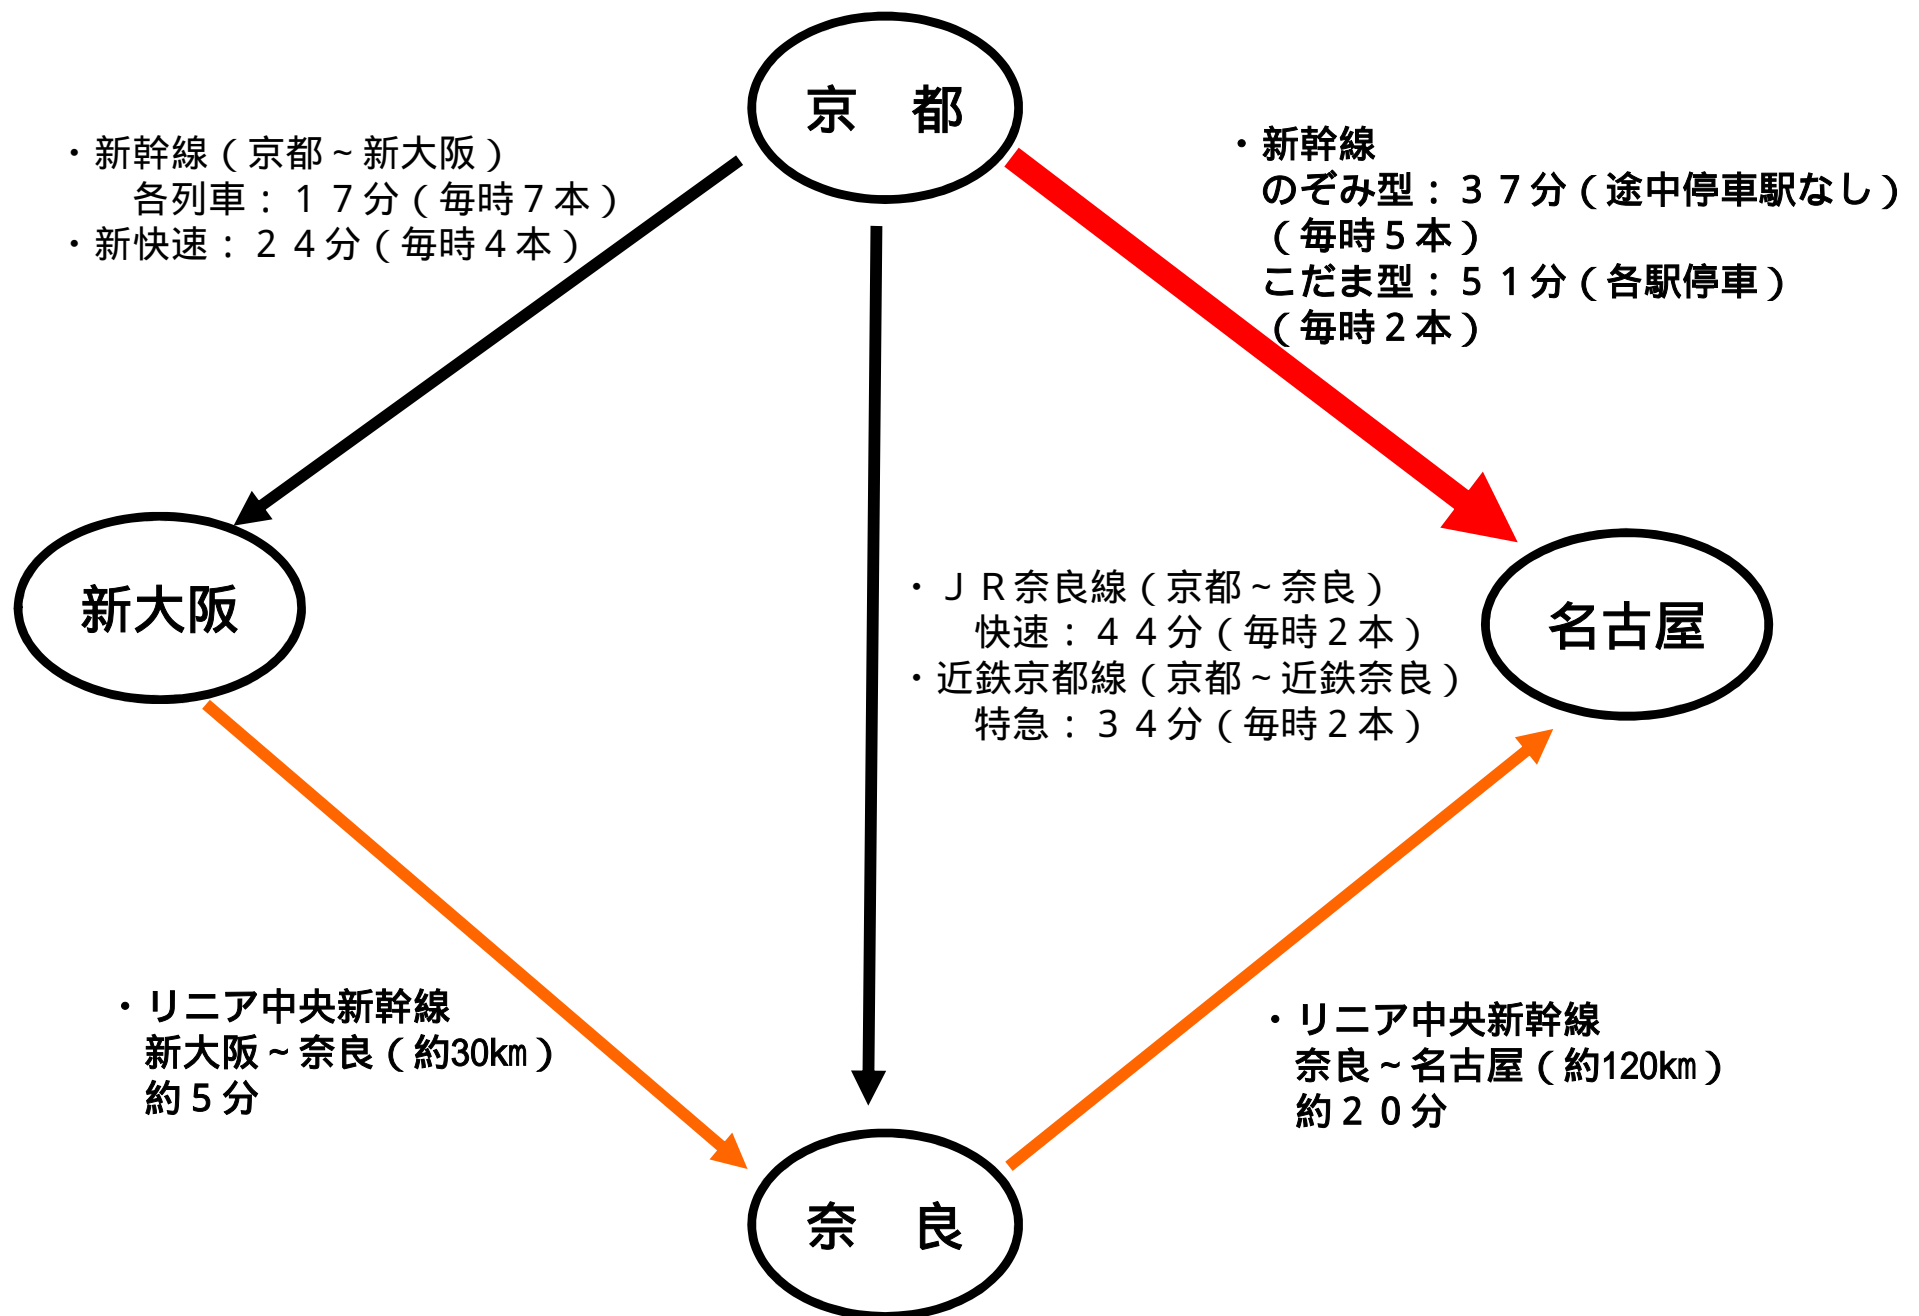 京　都
・新幹線（京都～新大阪）
各列車：１７分（毎時７本）
・新快速：２４分（毎時４本）
・新幹線
のぞみ型：３７分（途中停車駅なし）
（毎時５本）
こだま型：５１分（各駅停車）
（毎時２本）
新大阪
・ＪＲ奈良線（京都～奈良）
快速：４４分（毎時２本）
・近鉄京都線（京都～近鉄奈良）
特急：３４分（毎時２本）
名古屋
・リニア中央新幹線
新大阪～奈良（約30km）
約５分
・リニア中央新幹線
奈良～名古屋（約120km）
約２０分
奈　良